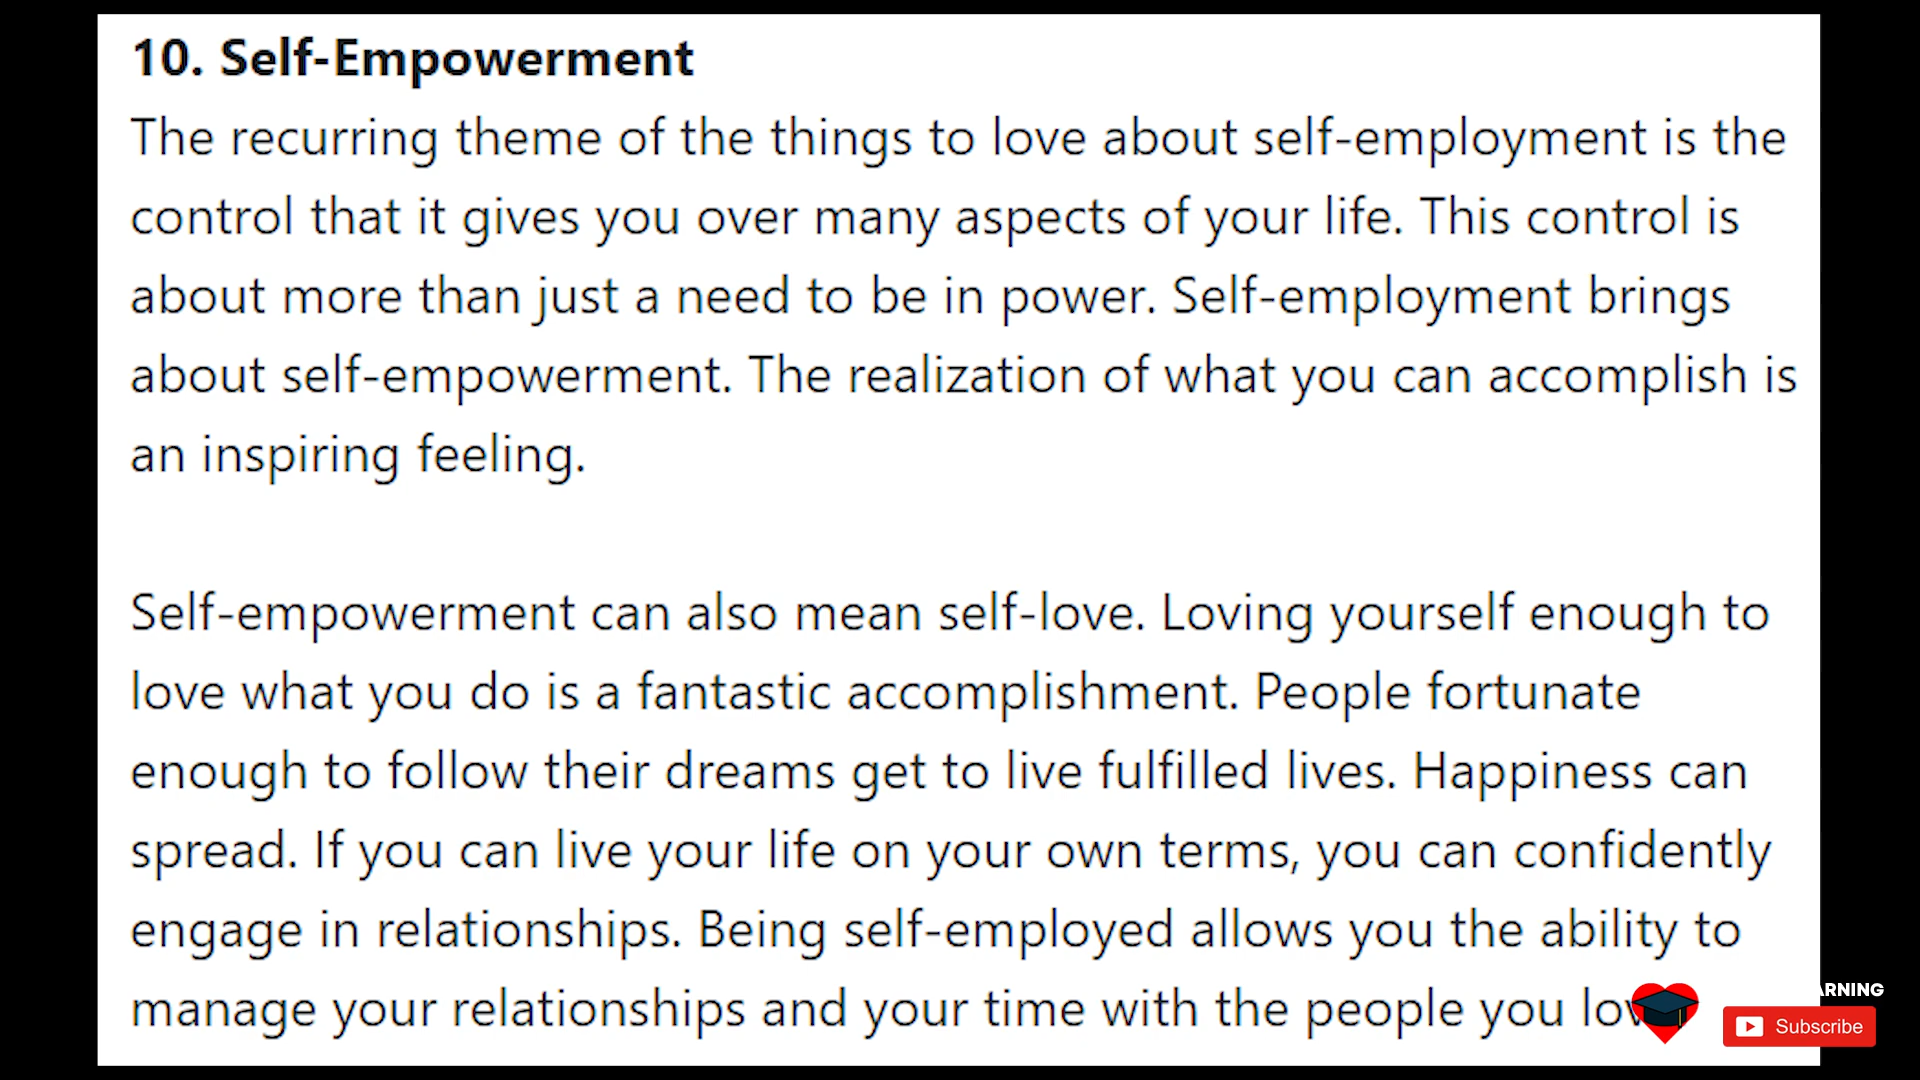 10. Self-Empowerment
The recurring theme of the things to love about self-employment is the
control that it gives you over many aspects of your life. This control is
about more than just a need to be in power. Self-employment brings
about self-empowerment. The realization of what you can accomplish is
an inspiring feeling.
Self-empowerment can also mean self-love. Loving yourself enough to
love what you do is a fantastic accomplishment. People fortunate
enough to follow their dreams get to live fulfilled lives. Happiness can
spread. If you can live your life on your own terms, you can confidently
engage in relationships. Being self-employed allows you the ability to
manage your relationships and your time with the people you
Subscribe